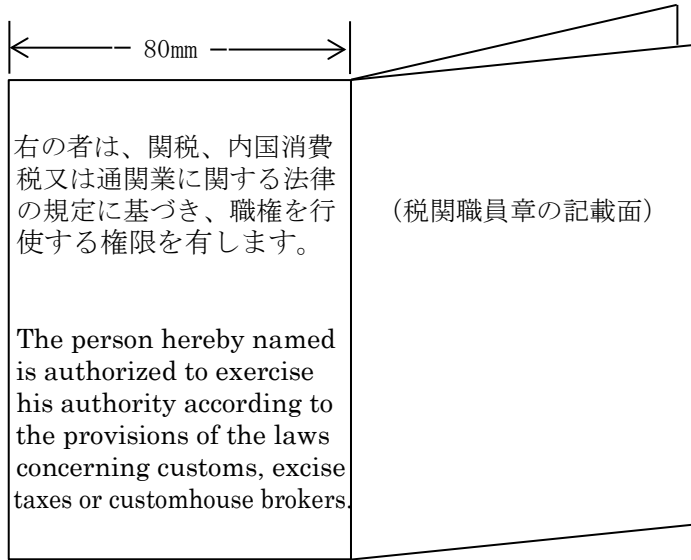 80mm
右の者は、関税、内国消費
税又は通関業に関する法律
の規定に基づき、職権を行
使する権限を有します。
(税関職員章の記載面)
The person hereby named
is authorized to exercise
his authority according to
the provisions of the laws
concerning customs, excise
taxes or customhouse brokers.